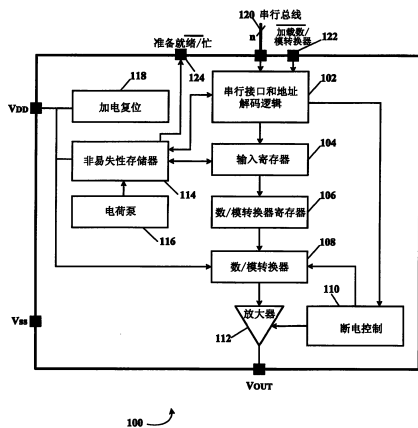 120 串行总线
准备就绪/忙
n
加载数/
模转换器
122
124
118
加电复位
VDD
串行接口和地址
解码逻辑
102
非易失性存储器
114
输入寄存器
104
电荷泵
116
数/模转换器寄存器
106
数/模转换器
108
110
放大器
112
断电控制
VSS
VOUT
100